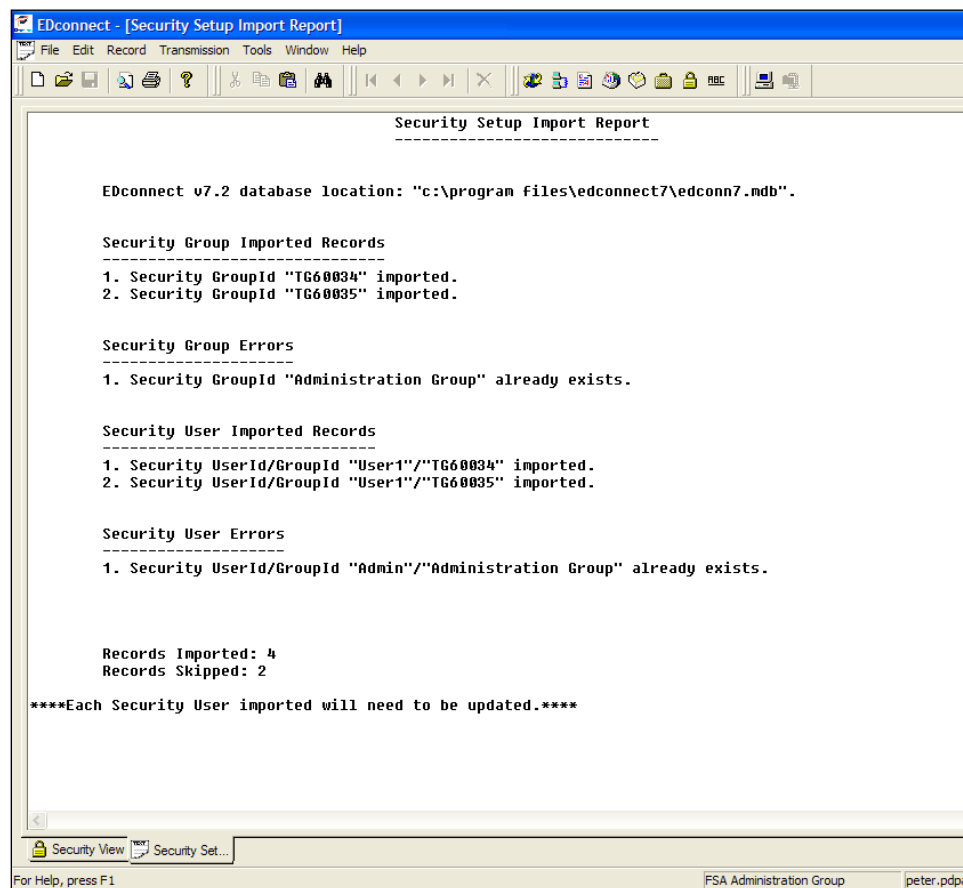 EDconnect - [Security Setup Import Report]
File Edit Record Transmission Tools Window Help
Security Setup Import Report
-----------------------------
EDconnect v7.2 database location: "c:\program files\edconnect7\edconn7.mdb".
Security Group Imported Records
-------------------------------
1. Security GroupId "TG60034" imported.
2. Security GroupId "TG60035" imported.
Security Group Errors
---------------------
1. Security GroupId "Administration Group" already exists.
Security User Imported Records
------------------------------
1. Security UserId/GroupId "User1"/"TG60034" imported.
2. Security UserId/GroupId "User1"/"TG60035" imported.
Security User Errors
--------------------
1. Security UserId/GroupId "Admin"/"Administration Group" already exists.
Records Imported: 4
Records Skipped: 2
****Each Security User imported will need to be updated.****
Security View Security Set...
For Help, press F1 FSA Administration Group peter.pdpa